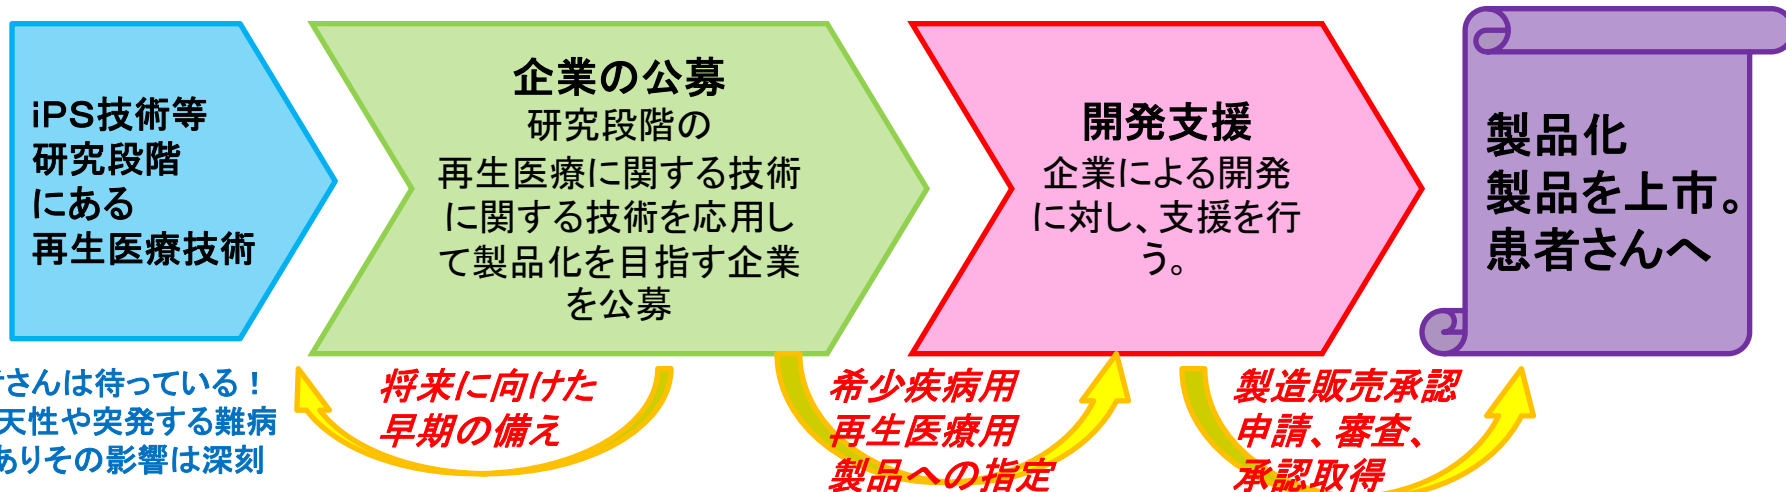 iPS技術等
研究段階
にある
再生医療技術
企業の公募
研究段階の
再生医療に関する技術
に関する技術を応用し
て製品化を目指す企業
を公募
開発支援
企業による開発
に対し、支援を行
う。
製品化
製品を上市。
患者さんへ
さんは待っている！
天性や突発する難病
ありその影響は深刻
将来に向けた
早期の備え
希少疾病用
再生医療用
製品への指定
製造販売承認
申請、審査、
承認取得